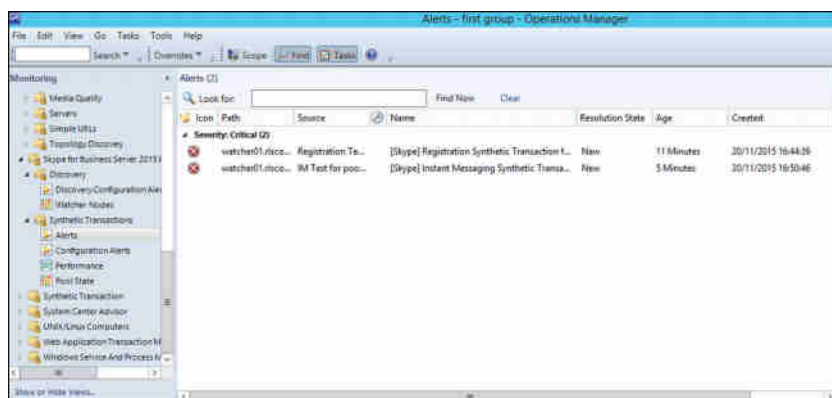 Alerts - first group - Operations Manager
File Edit View Go Tasks Tools Help
Search Overrides Scope Find Tasks
Monitoring
Media Quality
Servers
Simple URLs
Topology Discovery
Skype for Business Server 2015
Discovery
Discovery Configuration Aler
Watcher Nodes
Synthetic Transactions
Alerts
Configuration Alerts
Performance
Pool State
Synthetic Transaction
System Center Advisor
UNIX/Linux Computers
Web Application Transaction M
Windows Service And Process M
Show or Hide Views...
Alerts (2)
Look for: Find Now Clear
Icon Path Source Name Resolution State Age Created
Severity: Critical (2)
watcher01.rlsco... Registration Te... [Skype] Registration Synthetic Transaction f... New 11 Minutes 20/11/2015 16:44:39
watcher01.rlsco... IM Test for poo... [Skype] Instant Messaging Synthetic Transa... New 5 Minutes 20/11/2015 16:50:46